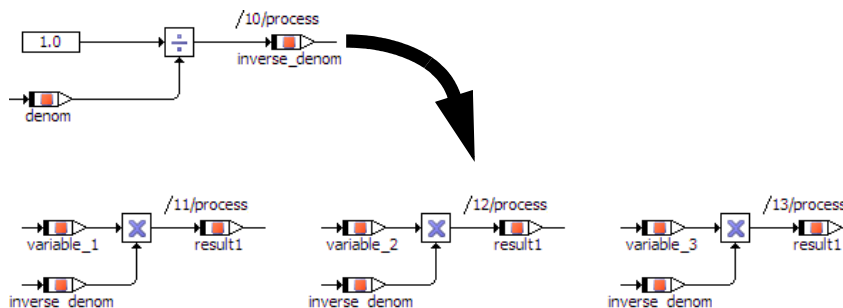 /10/process
1.0
inverse_denom
denom
/11/process
/12/process
/13/process
variable_1
result1
variable_2
result1
variable_3
result1
inverse_denom
inverse_denom
inverse_denom